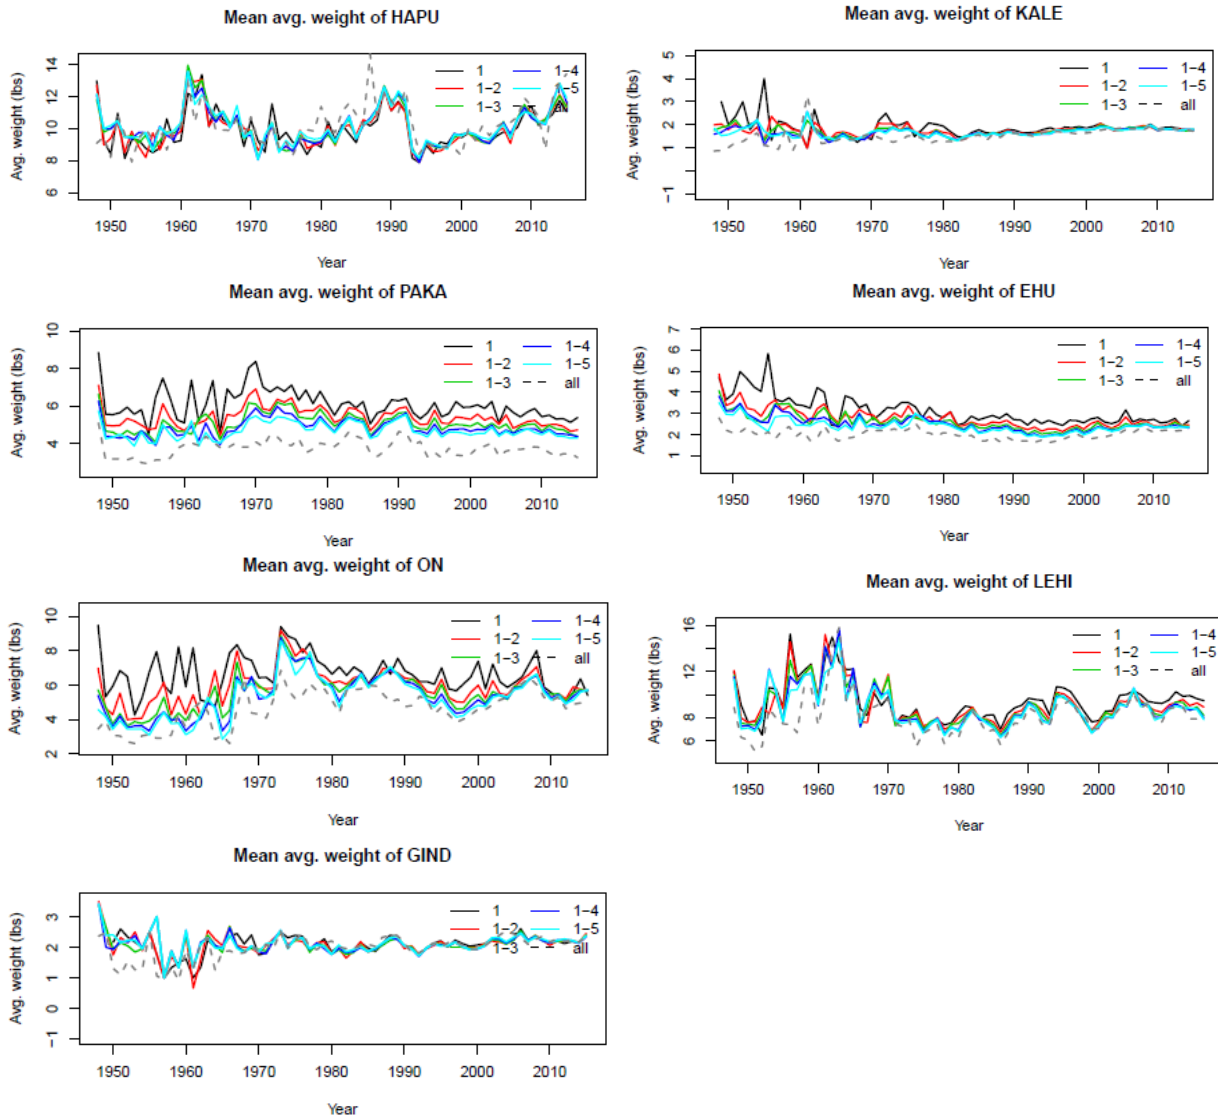 Mean avg. weight of HAPU
Avg. weight (lbs)
14
12
10
8
6
1
1−2
1−3
1−4
1−5
all
1950 1960 1970 1980 1990 2000 2010
Year
Mean avg. weight of KALE
Avg. weight (lbs)
5
4
3
2
1
−1
1
1−2
1−3
1−4
1−5
all
1950 1960 1970 1980 1990 2000 2010
Year
Mean avg. weight of PAKA
Avg. weight (lbs)
10
8
6
4
1
1−2
1−3
1−4
1−5
all
1950 1960 1970 1980 1990 2000 2010
Year
Mean avg. weight of EHU
Avg. weight (lbs)
7
6
5
4
3
2
1
1
1−2
1−3
1−4
1−5
all
1950 1960 1970 1980 1990 2000 2010
Year
Mean avg. weight of ON
Avg. weight (lbs)
10
8
6
4
2
1
1−2
1−3
1−4
1−5
all
1950 1960 1970 1980 1990 2000 2010
Year
Mean avg. weight of LEHI
Avg. weight (lbs)
16
12
8
6
1
1−2
1−3
1−4
1−5
all
1950 1960 1970 1980 1990 2000 2010
Year
Mean avg. weight of GIND
Avg. weight (lbs)
3
2
1
0
−1
1
1−2
1−3
1−4
1−5
all
1950 1960 1970 1980 1990 2000 2010
Year